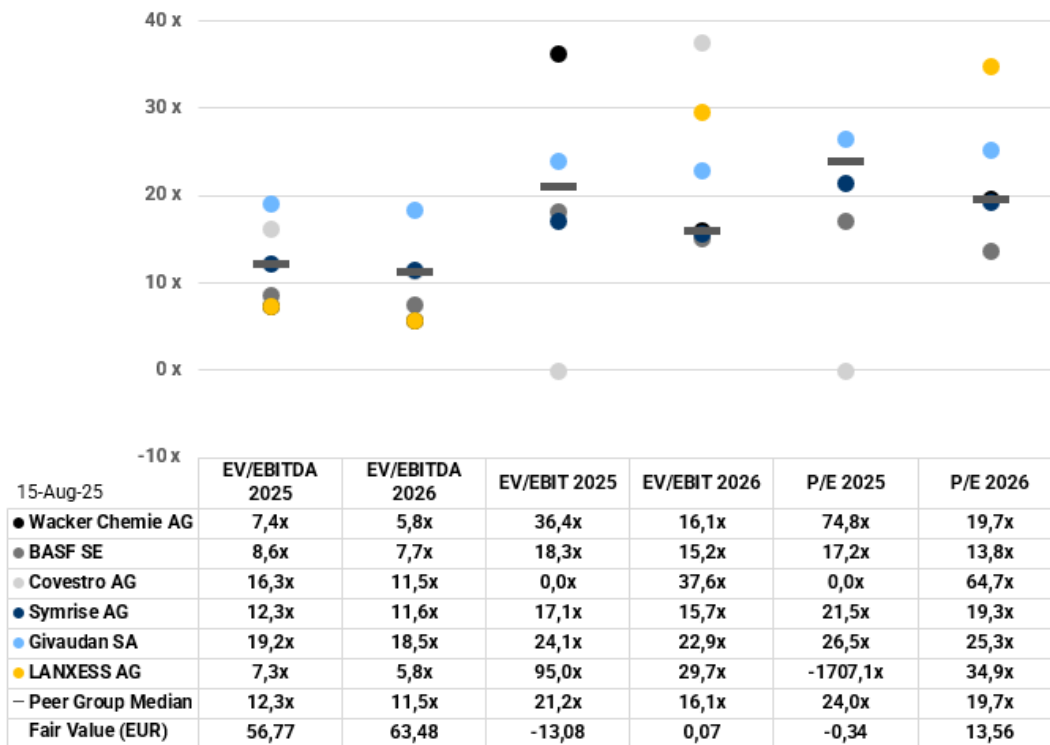 40 x
30 x
20 x
10 x
0 x
-10 x
15-Aug-25 EV/EBITDA 2025 EV/EBITDA 2026 EV/EBIT 2025 EV/EBIT 2026 P/E 2025 P/E 2026
Wacker Chemie AG 7,4x 5,8x 36,4x 16,1x 74,8x 19,7x
BASF SE 8,6x 7,7x 18,3x 15,2x 17,2x 13,8x
Covestro AG 16,3x 11,5x 0,0x 37,6x 0,0x 64,7x
Symrise AG 12,3x 11,6x 17,1x 15,7x 21,5x 19,3x
Givaudan SA 19,2x 18,5x 24,1x 22,9x 26,5x 25,3x
LANXESS AG 7,3x 5,8x 95,0x 29,7x -1707,1x 34,9x
Peer Group Median 12,3x 11,5x 21,2x 16,1x 24,0x 19,7x
Fair Value (EUR) 56,77 63,48 -13,08 0,07 -0,34 13,56